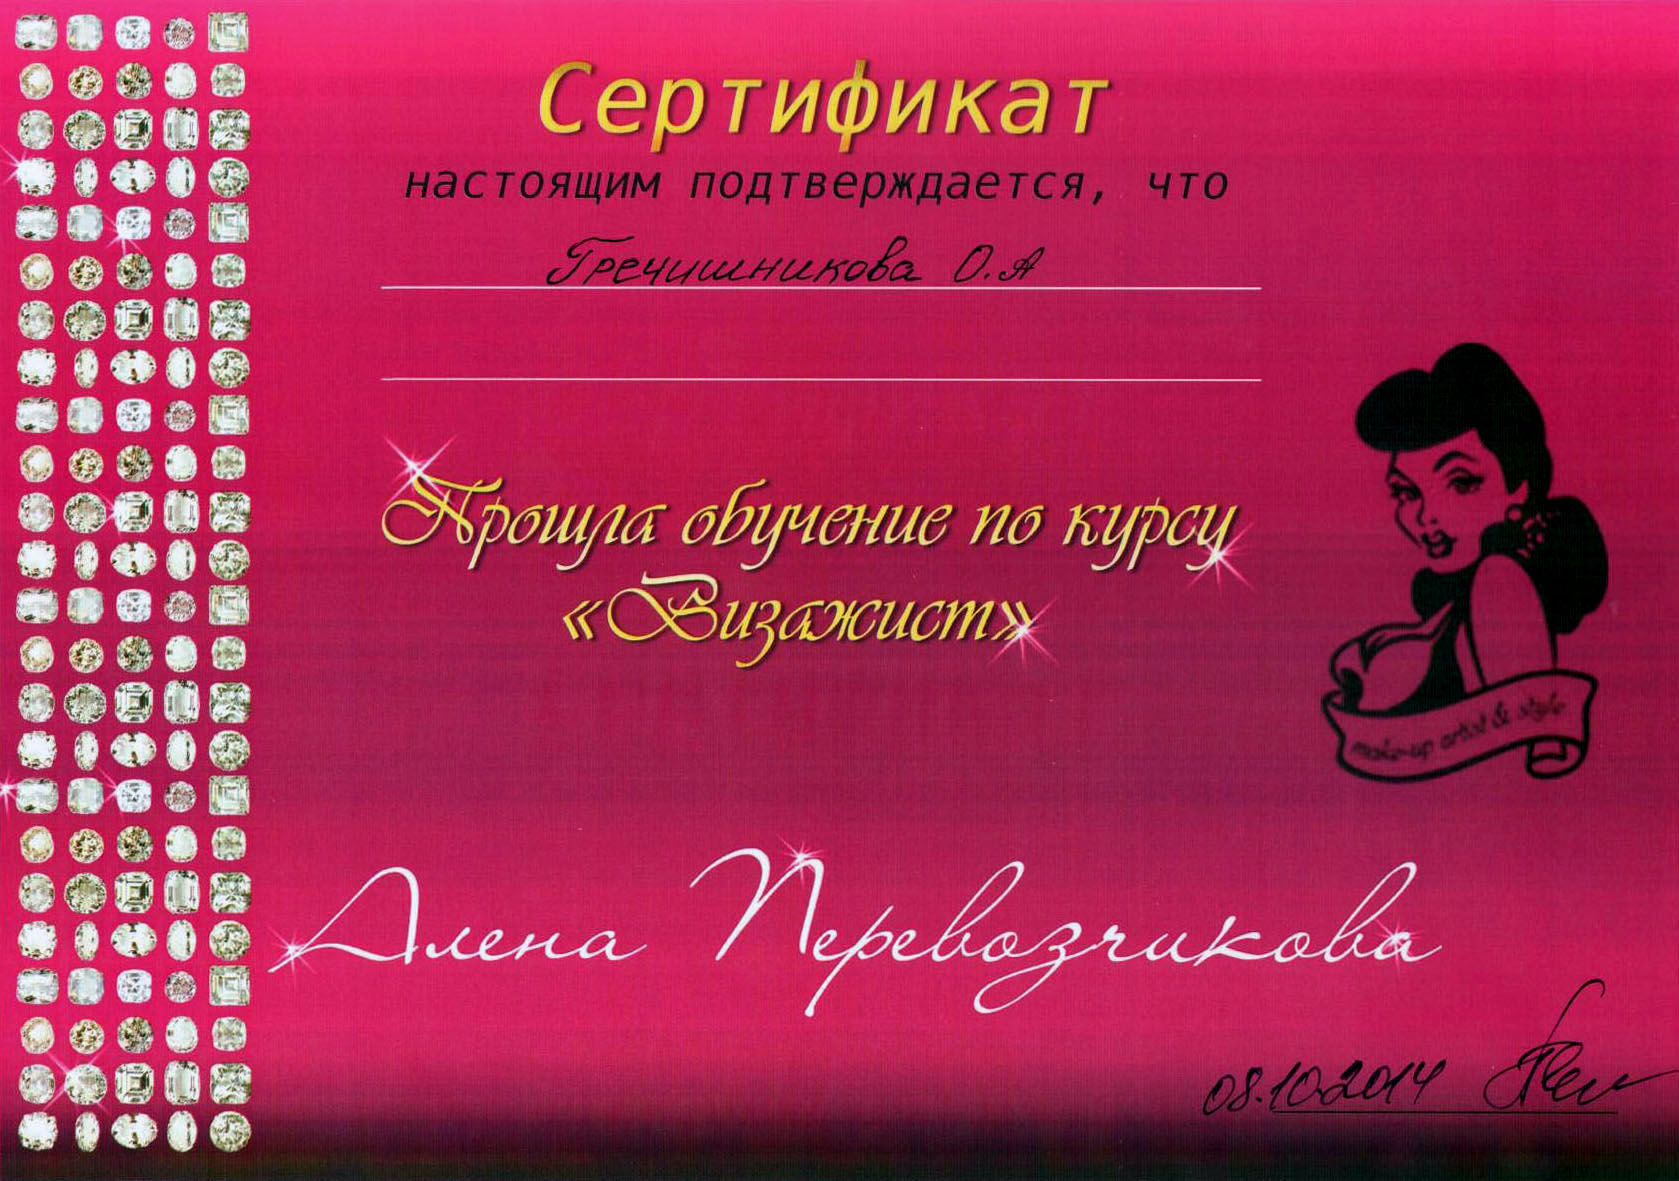 Сертификат
настоящим подтверждается, что
Гречишникова О.А
Прошла обучение по курсу
«Визажист»
make-up artist & style
Алена Перевозчикова
08.10.2014